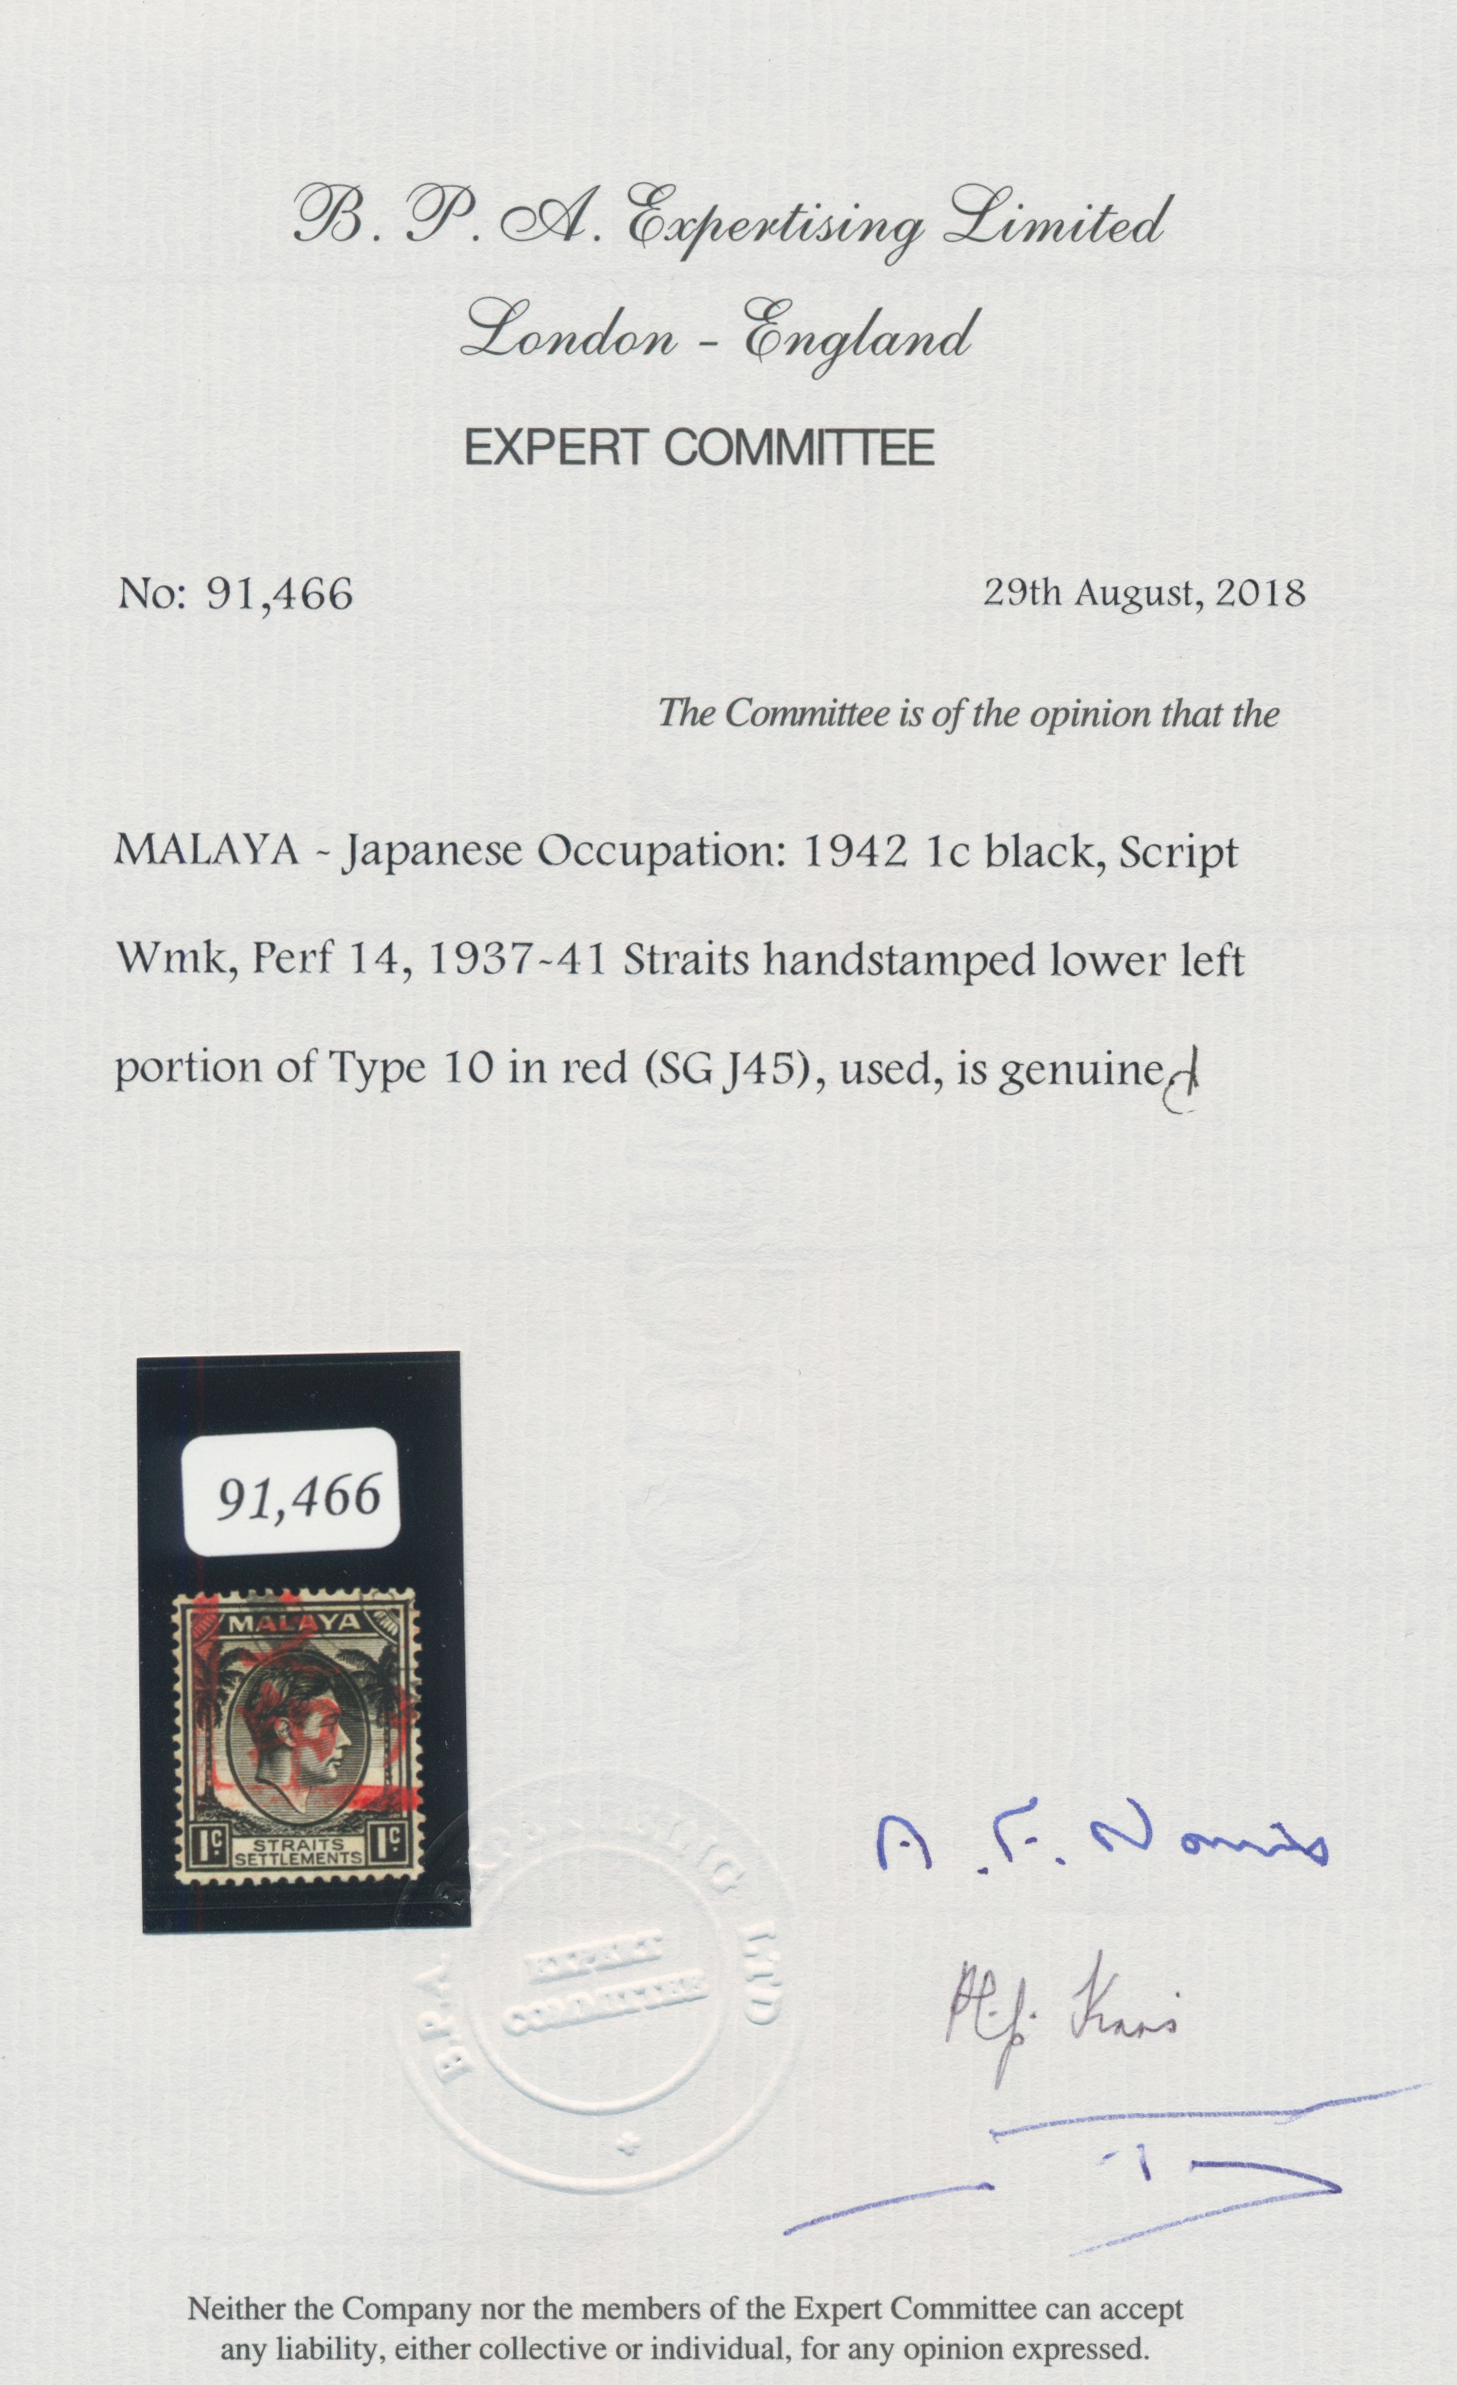 B. P. A. Expertising Limited
London - England
EXPERT COMMITTEE
No: 91,466
29th August, 2018
The Committee is of the opinion that the
MALAYA - Japanese Occupation: 1942 1c black, Script
Wmk, Perf 14, 1937-41 Straits handstamped lower left
portion of Type 10 in red (SG J45), used, is genuine
91,466
MALAYA
1c STRAITS 1c
SETTLEMENTS
B.P.A. EXPERTISING LTD
EXPERT
COMMITTEE
A. F. Norris
Neither the Company nor the members of the Expert Committee can accept
any liability, either collective or individual, for any opinion expressed.